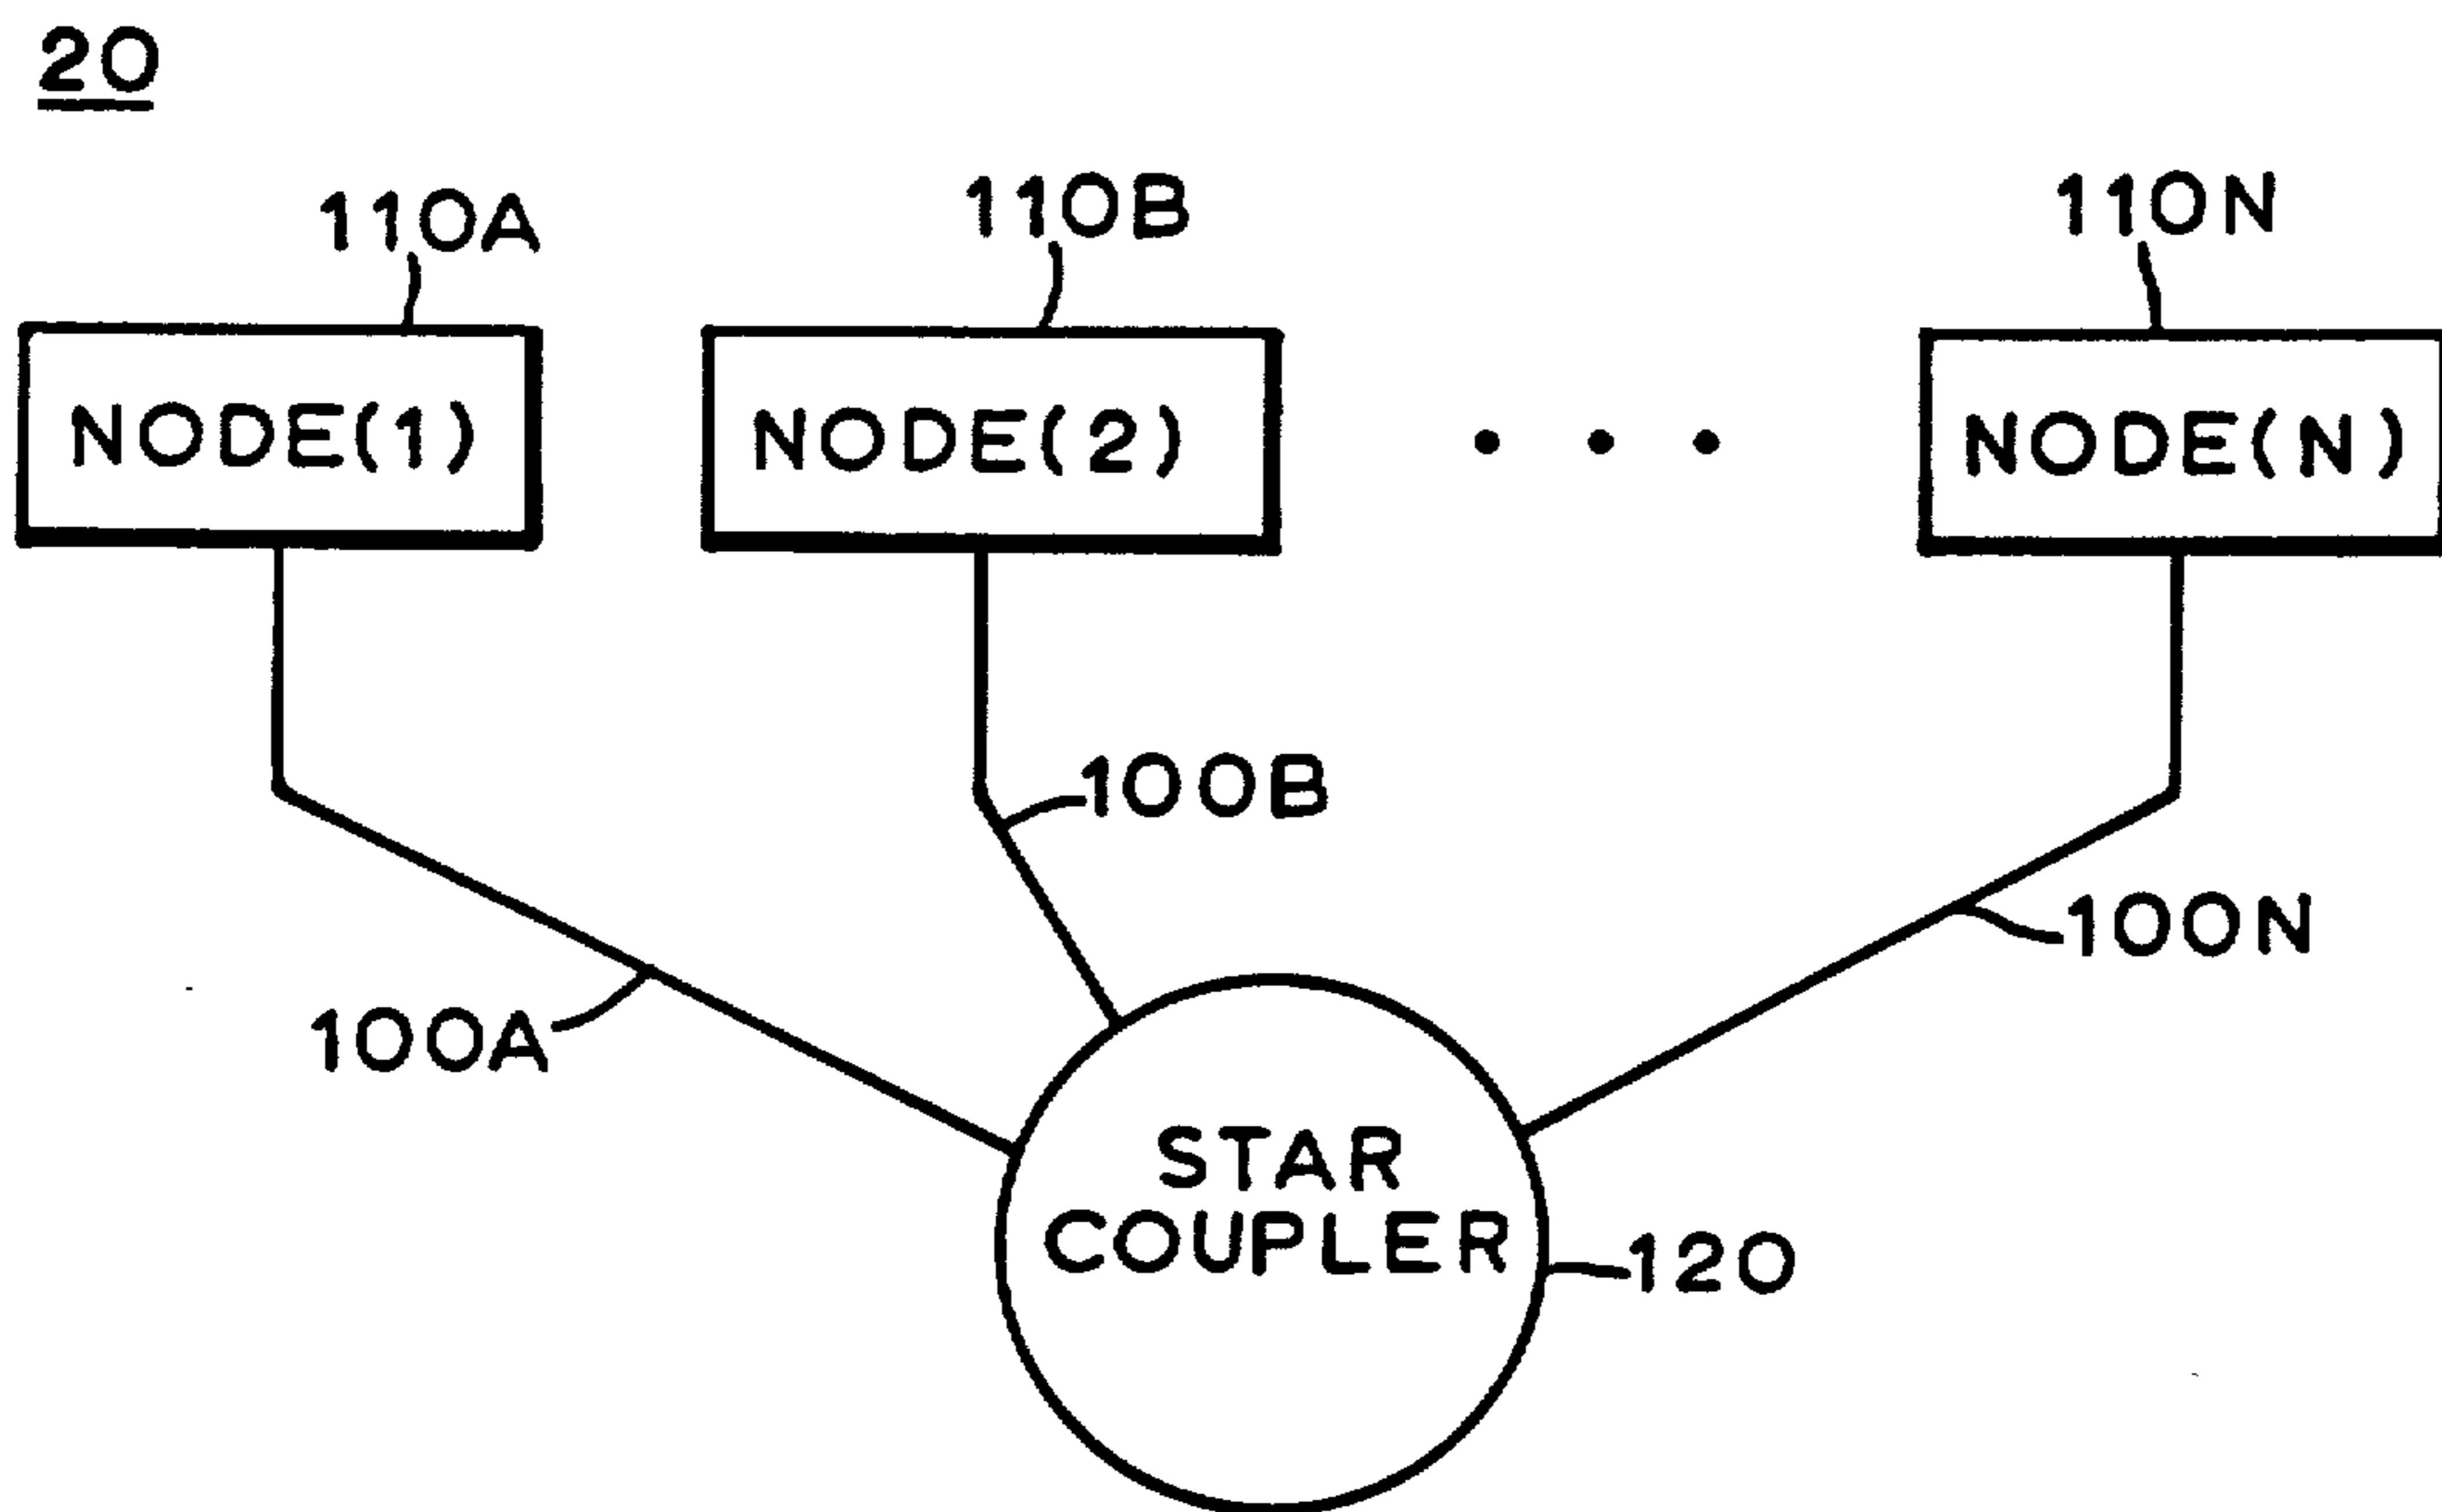 20
110A
110B
110N
NODE(1)
NODE(2)
NODE(N)
100B
100N
100A
STAR
COUPLER
120